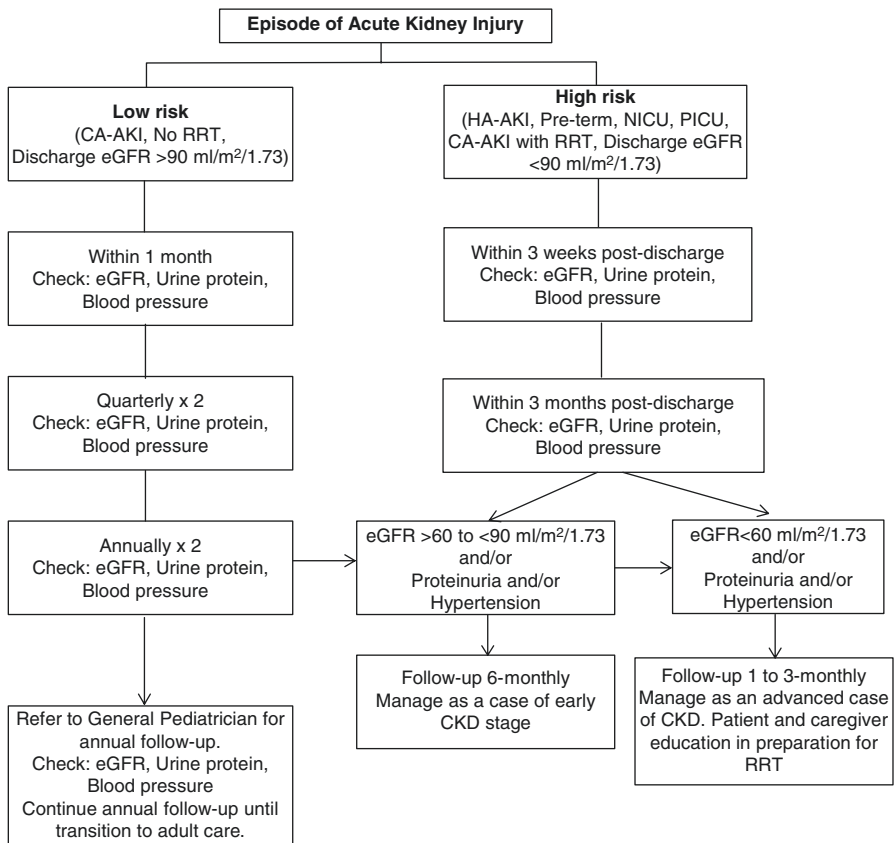 Episode of Acute Kidney Injury
Low risk
(CA-AKI, No RRT,
Discharge eGFR >90 ml/m²/1.73)
High risk
(HA-AKI, Pre-term, NICU, PICU,
CA-AKI with RRT, Discharge eGFR
<90 ml/m²/1.73)
Within 1 month
Check: eGFR, Urine protein,
Blood pressure
Within 3 weeks post-discharge
Check: eGFR, Urine protein,
Blood pressure
Quarterly x 2
Check: eGFR, Urine protein,
Blood pressure
Within 3 months post-discharge
Check: eGFR, Urine protein,
Blood pressure
Annually x 2
Check: eGFR, Urine protein,
Blood pressure
eGFR >60 to <90 ml/m²/1.73
and/or
Proteinuria and/or
Hypertension
eGFR<60 ml/m²/1.73
and/or
Proteinuria and/or
Hypertension
Refer to General Pediatrician for
annual follow-up.
Check: eGFR, Urine protein,
Blood pressure
Continue annual follow-up until
transition to adult care.
Follow-up 6-monthly
Manage as a case of early
CKD stage
Follow-up 1 to 3-monthly
Manage as an advanced case
of CKD. Patient and caregiver
education in preparation for
RRT